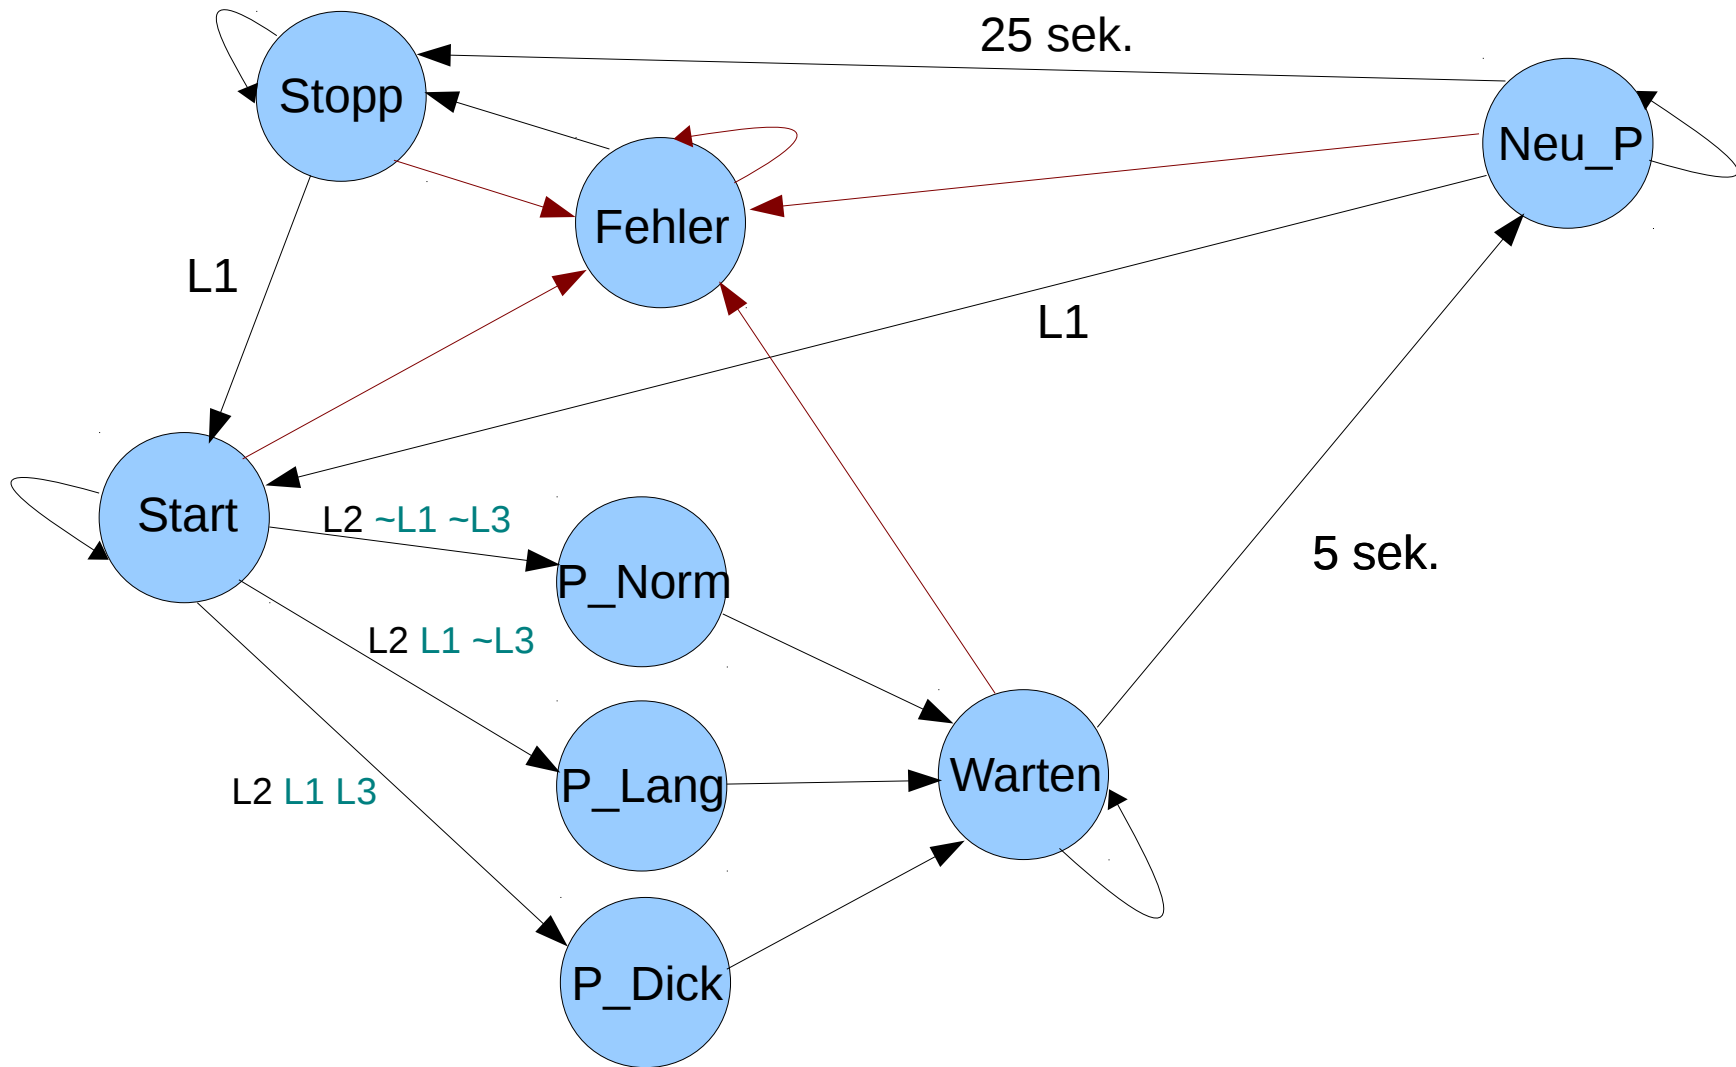 25 sek.
Stopp
Neu_P
Fehler
L1
L1
Start
L2 ~L1 ~L3
5 sek.
P_Norm
L2 L1 ~L3
Warten
P_Lang
L2 L1 L3
P_Dick